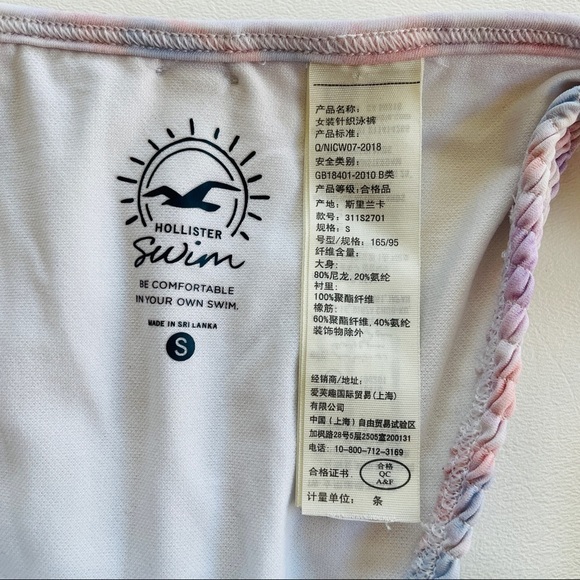 HOLLISTER
Swim
BE COMFORTABLE
IN YOUR OWN SWIM.
MADE IN SRI LANKA
S
产品名称:
女装针织泳裤
产品标准:
Q/NICW07-2018
安全类别:
GB18401-2010 B类
产品等级:合格品
产地: 斯里兰卡
款号: 311S2701
规格: S
号型/规格: 165/95
纤维含量:
大身:
80%尼龙, 20%氨纶
衬里:
100%聚酯纤维
橡筋:
60%聚酯纤维, 40%氨纶
装饰物除外
经销商/地址:
爱芙趣国际贸易(上海)
有限公司
中国(上海)自由贸易试验区
加枫路28号5层2505室200131
电话: 10-800-712-3169
合格证书
合格
QC
A&F
计量单位: 条